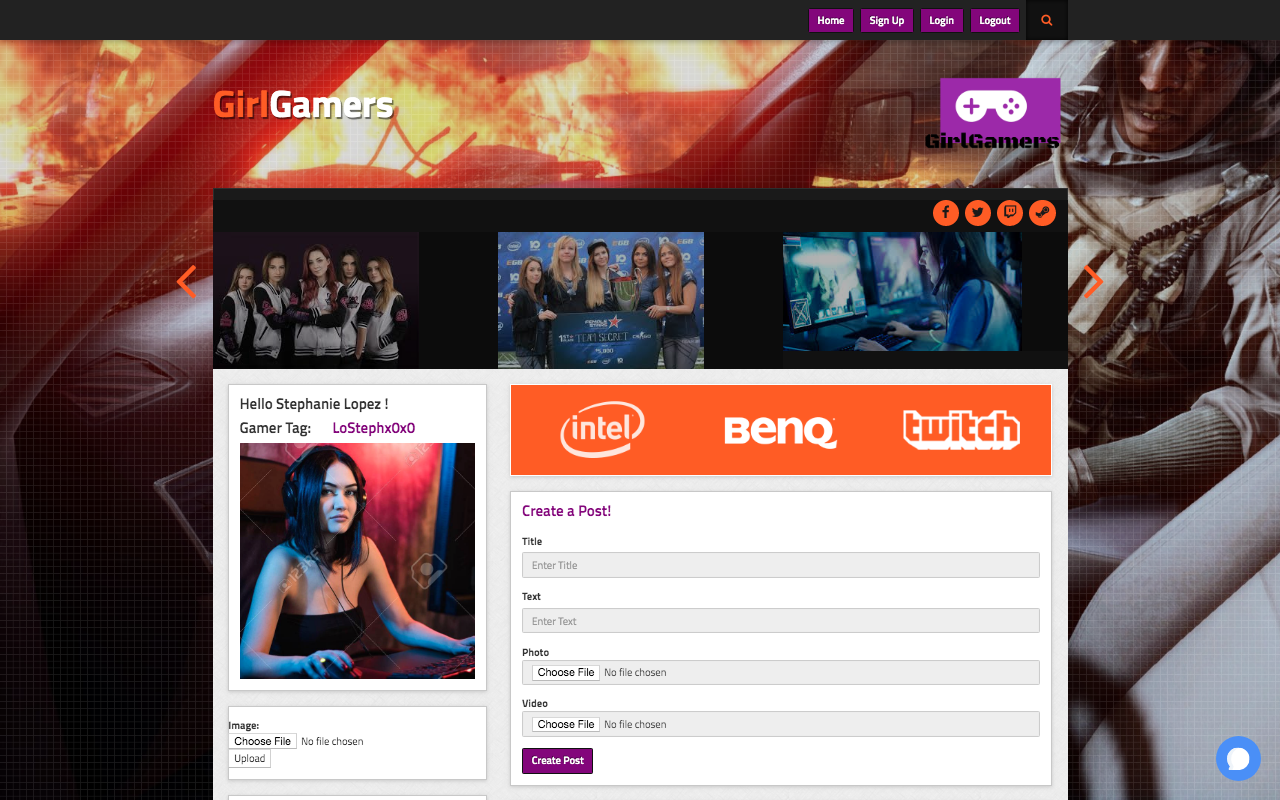 Home Sign Up Login Logout
GirlGamers
GirlGamers
FEMALE
TEAM SECRET
Hello Stephanie Lopez !
Gamer Tag: LoStephx0x0
123RF
intel BenQ twitch
Create a Post!
Title
Enter Title
Text
Enter Text
Photo
Choose File No file chosen
Video
Choose File No file chosen
Create Post
Image:
Choose File No file chosen
Upload